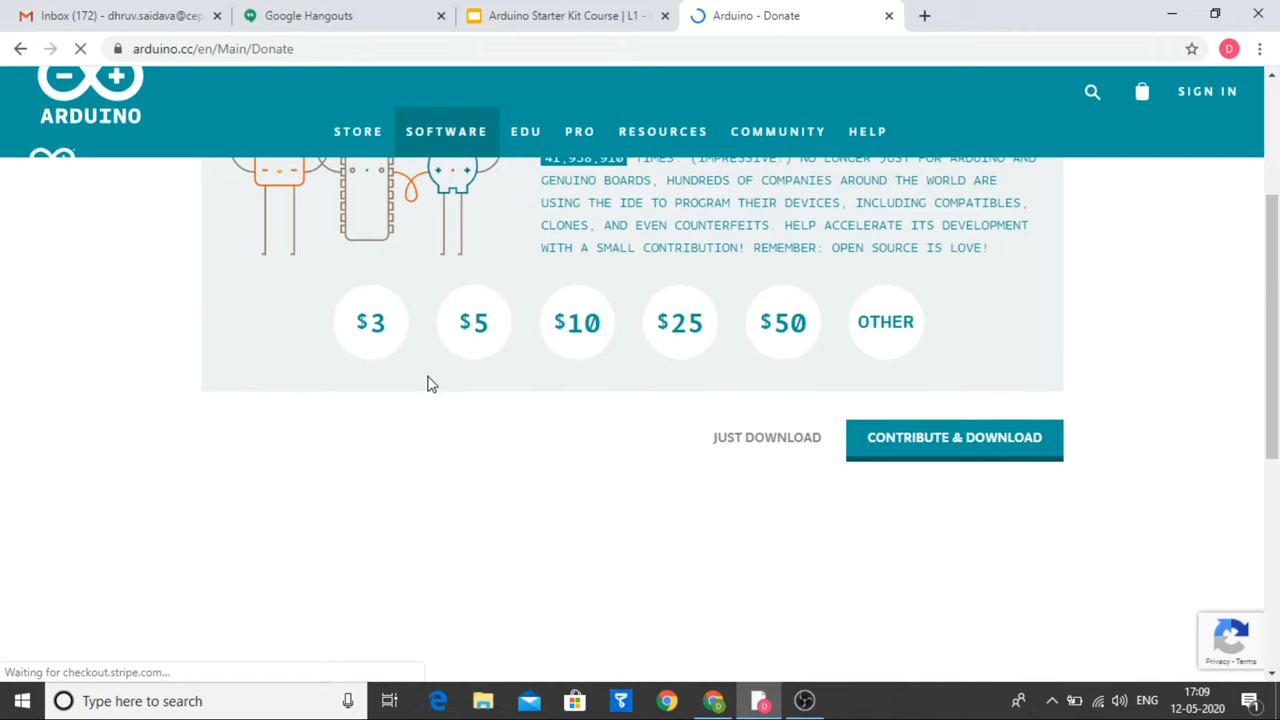 Inbox (172) - dhruv.saidava@cep
Google Hangouts
Arduino Starter Kit Course | L1 -
Arduino - Donate
arduino.cc/en/Main/Donate
D
ARDUINO
SIGN IN
STORE
SOFTWARE
EDU
PRO
RESOURCES
COMMUNITY
HELP
41,958,910 TIMES. (IMPRESSIVE!) NO LONGER JUST FOR ARDUINO AND
GENUINO BOARDS, HUNDREDS OF COMPANIES AROUND THE WORLD ARE
USING THE IDE TO PROGRAM THEIR DEVICES, INCLUDING COMPATIBLES,
CLONES, AND EVEN COUNTERFEITS. HELP ACCELERATE ITS DEVELOPMENT
WITH A SMALL CONTRIBUTION! REMEMBER: OPEN SOURCE IS LOVE!
$3
$5
$10
$25
$50
OTHER
JUST DOWNLOAD
CONTRIBUTE & DOWNLOAD
Privacy - Terms
Waiting for checkout.stripe.com...
Type here to search
ENG
17:09
12-05-2020